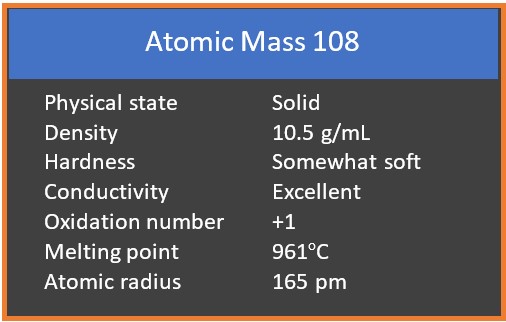 Atomic Mass 108
Physical state Solid
Density 10.5 g/mL
Hardness Somewhat soft
Conductivity Excellent
Oxidation number +1
Melting point 961°C
Atomic radius 165 pm